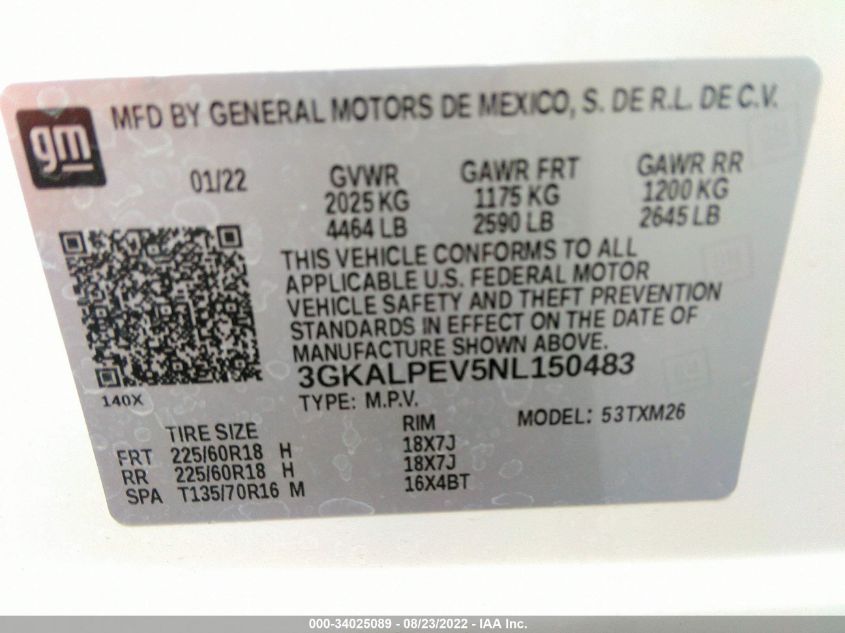 gm
MFD BY GENERAL MOTORS DE MEXICO, S. DE R.L. DE C.V.
01/22
GVWR
2025 KG
4464 LB
GAWR FRT
1175 KG
2590 LB
GAWR RR
1200 KG
2645 LB
THIS VEHICLE CONFORMS TO ALL
APPLICABLE U.S. FEDERAL MOTOR
VEHICLE SAFETY AND THEFT PREVENTION
STANDARDS IN EFFECT ON THE DATE OF
MANUFACTURE SHOWN ABOVE.
140X
3GKALPEV5NL150483
TYPE: M.P.V.
MODEL: 53TXM26
TIRE SIZE
RIM
FRT 225/60R18 H 18X7J
RR 225/60R18 H 18X7J
SPA T135/70R16 M 16X4BT
000-34025089 - 08/23/2022 - IAA Inc.